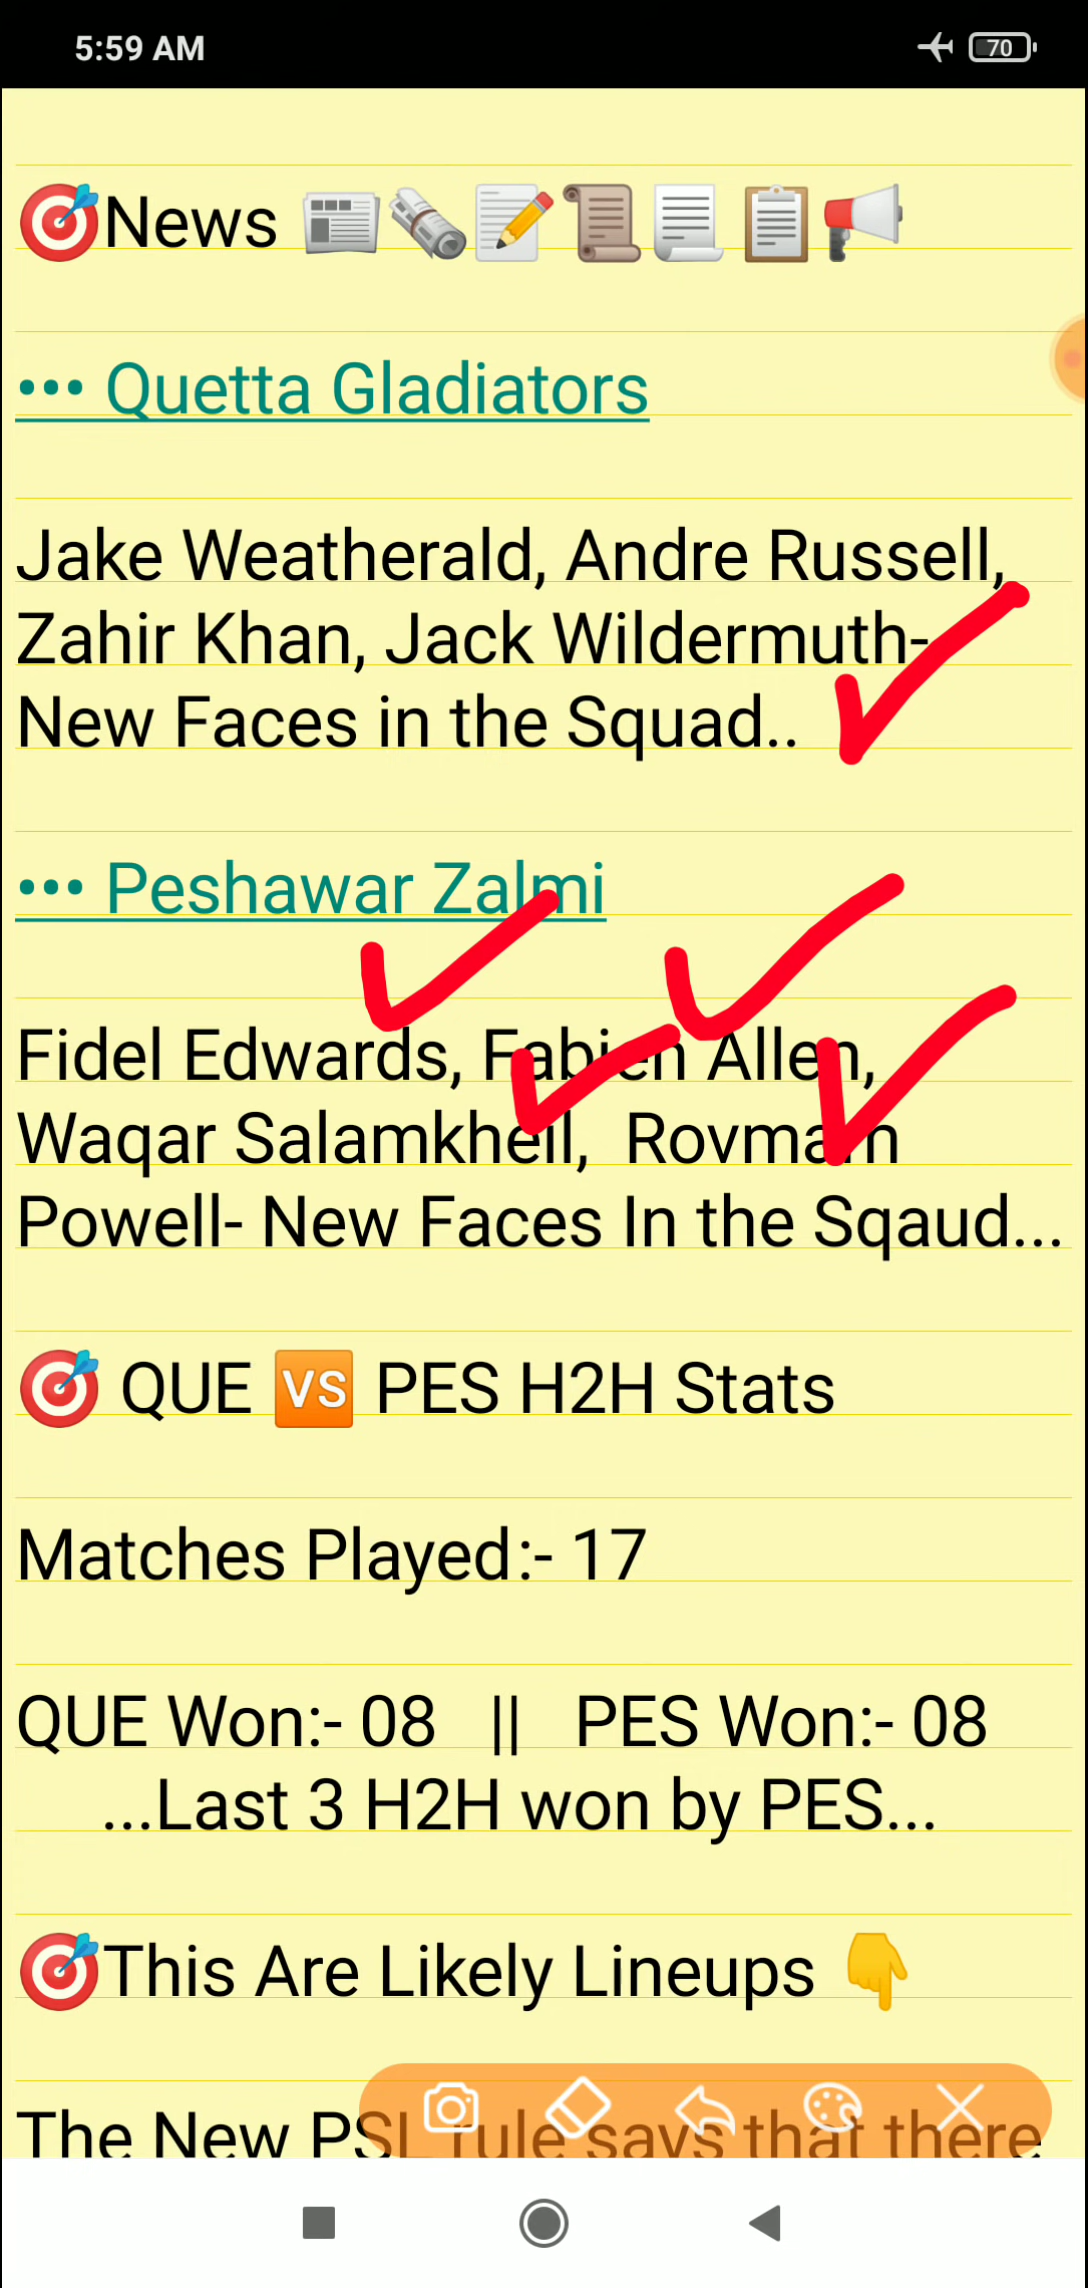 5:59 AM
70
🎯News 📰🗞️📝📜📃📋📢
••• Quetta Gladiators
Jake Weatherald, Andre Russell,
Zahir Khan, Jack Wildermuth-
New Faces in the Squad..
••• Peshawar Zalmi
Fidel Edwards, Fabien Allen,
Waqar Salamkheil, Rovman
Powell- New Faces In the Sqaud...
🎯 QUE 🆚 PES H2H Stats
Matches Played:- 17
QUE Won:- 08 || PES Won:- 08
...Last 3 H2H won by PES...
🎯This Are Likely Lineups 👇
The New PSL rule says that there